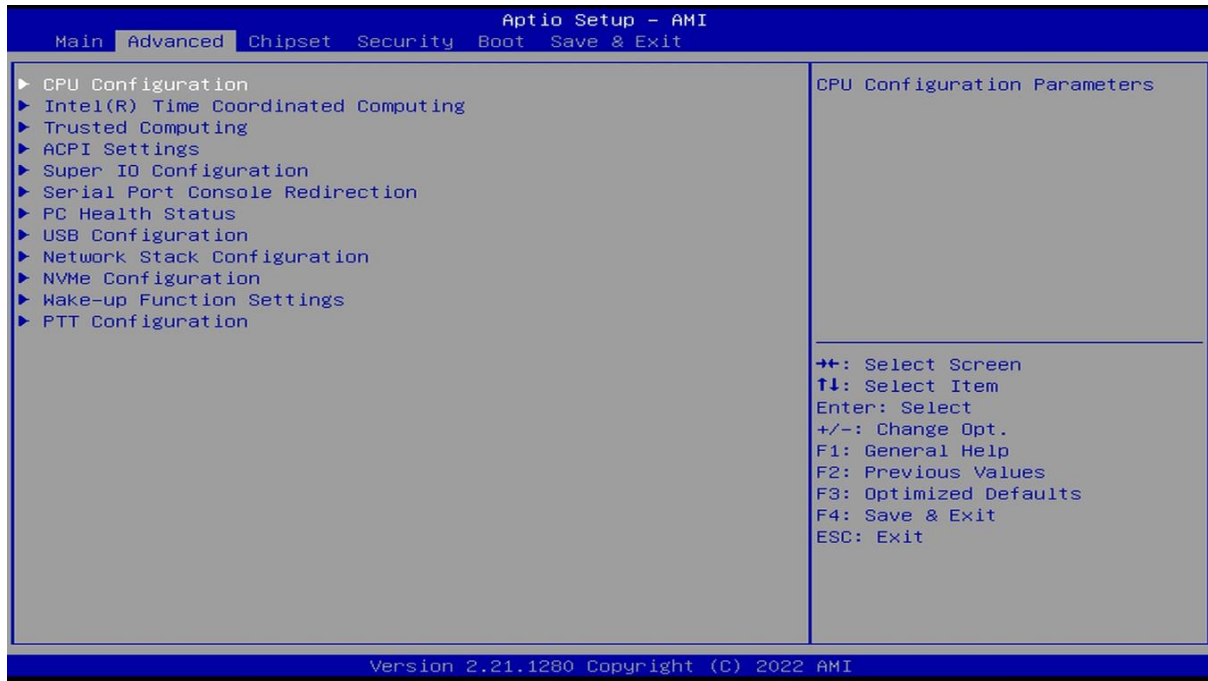 Aptio Setup – AMI
Main Advanced Chipset Security Boot Save & Exit
▶ CPU Configuration
▶ Intel(R) Time Coordinated Computing
▶ Trusted Computing
▶ ACPI Settings
▶ Super IO Configuration
▶ Serial Port Console Redirection
▶ PC Health Status
▶ USB Configuration
▶ Network Stack Configuration
▶ NVMe Configuration
▶ Wake-up Function Settings
▶ PTT Configuration
CPU Configuration Parameters
→←: Select Screen
↑↓: Select Item
Enter: Select
+/-: Change Opt.
F1: General Help
F2: Previous Values
F3: Optimized Defaults
F4: Save & Exit
ESC: Exit
Version 2.21.1280 Copyright (C) 2022 AMI